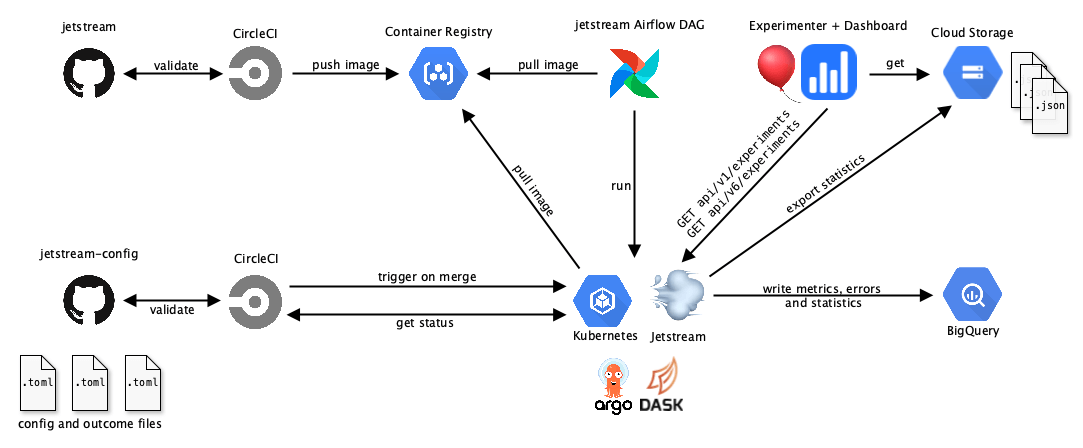 jetstream
CircleCI
Container Registry
jetstream Airflow DAG
Experimenter + Dashboard
Cloud Storage
validate
push image
pull image
get
.js
.json
GET api/v1/experiments
GET api/v6/experiments
pull image
run
export statistics
jetstream-config
CircleCI
validate
trigger on merge
get status
Kubernetes
Jetstream
write metrics, errors
and statistics
BigQuery
argo
DASK
.toml
.toml
.toml
config and outcome files